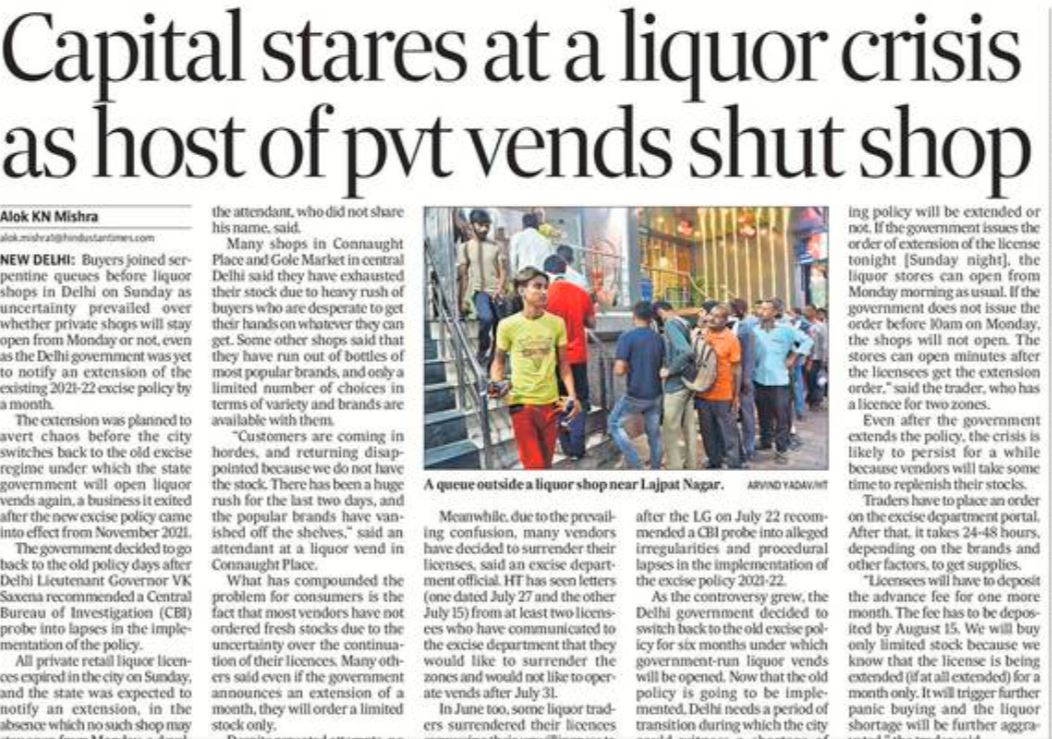 Capital stares at a liquor crisis
as host of pvt vends shut shop
Alok KN Mishra
alok.mishra1@hindustantimes.com
NEW DELHI: Buyers joined ser-
pentine queues before liquor
shops in Delhi on Sunday as
uncertainty prevailed over
whether private shops will stay
open from Monday or not, even
as the Delhi government was yet
to notify an extension of the
existing 2021-22 excise policy by
a month.
The extension was planned to
avert chaos before the city
switches back to the old excise
regime under which the state
government will open liquor
vends again, a business it exited
after the new excise policy came
into effect from November 2021.
The government decided to go
back to the old policy days after
Delhi Lieutenant Governor VK
Saxena recommended a Central
Bureau of Investigation (CBI)
probe into lapses in the imple-
mentation of the policy.
All private retail liquor licen-
ces expired in the city on Sunday,
and the state was expected to
notify an extension, in the
absence which no such shop may
the attendant, who did not share
his name, said.
Many shops in Connaught
Place and Gole Market in central
Delhi said they have exhausted
their stock due to heavy rush of
buyers who are desperate to get
their hands on whatever they can
get. Some other shops said that
they have run out of bottles of
most popular brands, and only a
limited number of choices in
terms of variety and brands are
available with them.
"Customers are coming in
hordes, and returning disap-
pointed because we do not have
the stock. There has been a huge
rush for the last two days, and
the popular brands have van-
ished off the shelves," said an
attendant at a liquor vend in
Connaught Place.
What has compounded the
problem for consumers is the
fact that most vendors have not
ordered fresh stocks due to the
uncertainty over the continua-
tion of their licences. Many oth-
ers said even if the government
announces an extension of a
month, they will order a limited
stock only.
A queue outside a liquor shop near Lajpat Nagar. ARVIND YADAV/HT
Meanwhile, due to the prevail-
ing confusion, many vendors
have decided to surrender their
licenses, said an excise depart-
ment official. HT has seen letters
(one dated July 27 and the other
July 15) from at least two licens-
ees who have communicated to
the excise department that they
would like to surrender the
zones and would not like to oper-
ate vends after July 31.
In June too, some liquor trad-
ers surrendered their licences
after the LG on July 22 recom-
mended a CBI probe into alleged
irregularities and procedural
lapses in the implementation of
the excise policy 2021-22.
As the controversy grew, the
Delhi government decided to
switch back to the old excise pol-
icy for six months under which
government-run liquor vends
will be opened. Now that the old
policy is going to be imple-
mented, Delhi needs a period of
transition during which the city
ing policy will be extended or
not. If the government issues the
order of extension of the license
tonight [Sunday night], the
liquor stores can open from
Monday morning as usual. If the
government does not issue the
order before 10am on Monday,
the shops will not open. The
stores can open minutes after
the licensees get the extension
order," said the trader, who has
a licence for two zones.
Even after the government
extends the policy, the crisis is
likely to persist for a while
because vendors will take some
time to replenish their stocks.
Traders have to place an order
on the excise department portal.
After that, it takes 24-48 hours,
depending on the brands and
other factors, to get supplies.
"Licensees will have to deposit
the advance fee for one more
month. The fee has to be depos-
ited by August 15. We will buy
only limited stock because we
know that the license is being
extended (if at all extended) for a
month only. It will trigger further
panic buying and the liquor
shortage will be further aggra-